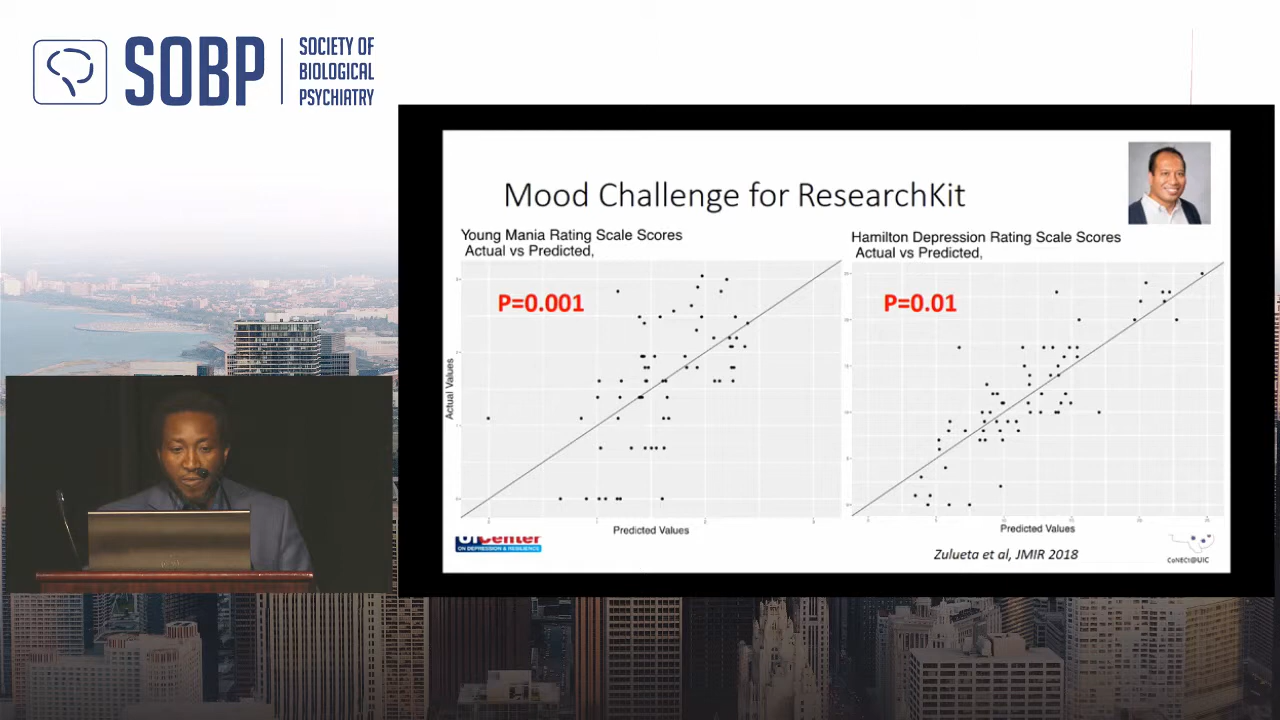 SOBP
SOCIETY OF
BIOLOGICAL
PSYCHIATRY
Mood Challenge for ResearchKit
Young Mania Rating Scale Scores
Actual vs Predicted,
P=0.001
Actual Values
Predicted Values
Hamilton Depression Rating Scale Scores
Actual vs Predicted,
P=0.01
Predicted Values
UICenter
ON DEPRESSION & RESILIENCE
Zulueta et al, JMIR 2018
CoNECt@UIC